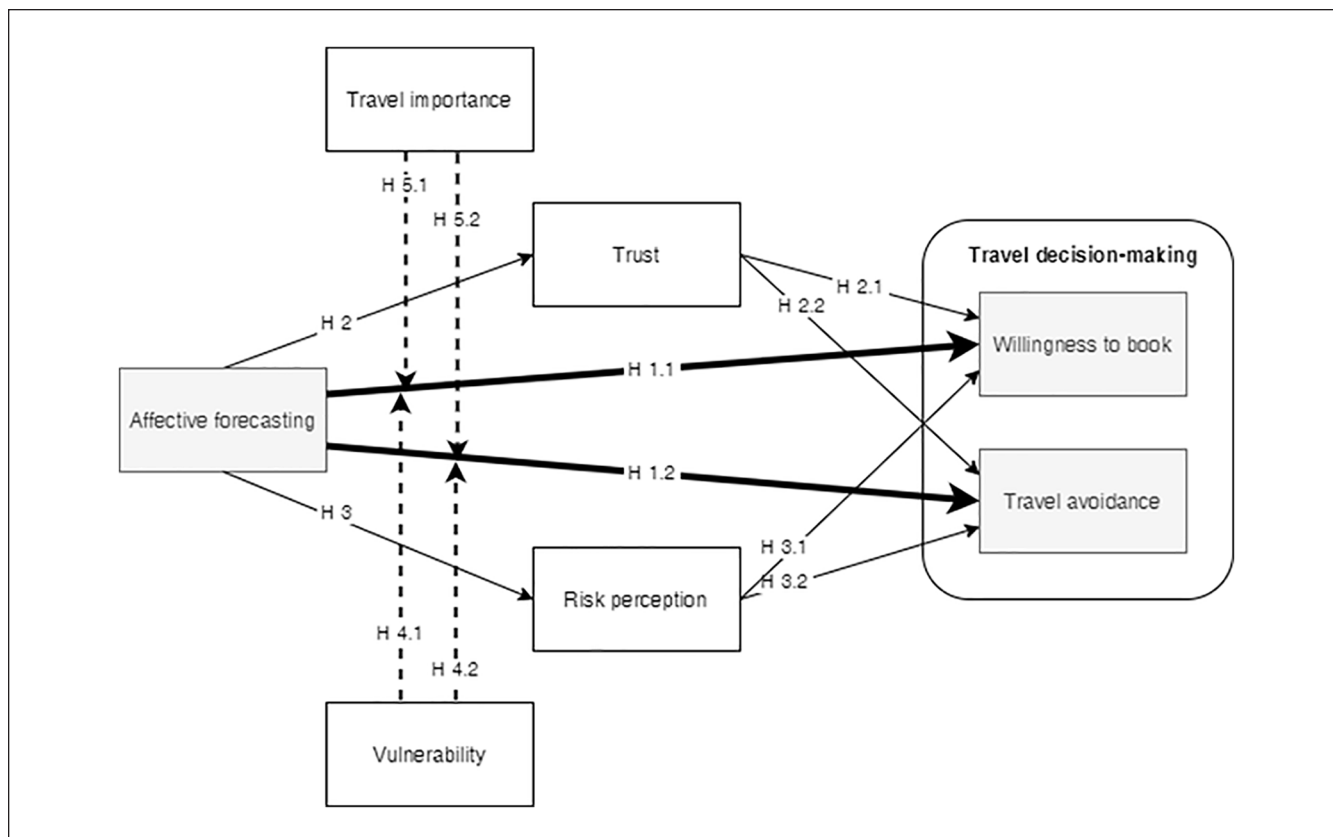 Travel importance
H 5.1
H 5.2
Trust
Travel decision-making
H 2.1
H 2.2
H 2
Willingness to book
H 1.1
Affective forecasting
H 1.2
Travel avoidance
H 3
H 3.1
H 3.2
Risk perception
H 4.1
H 4.2
Vulnerability